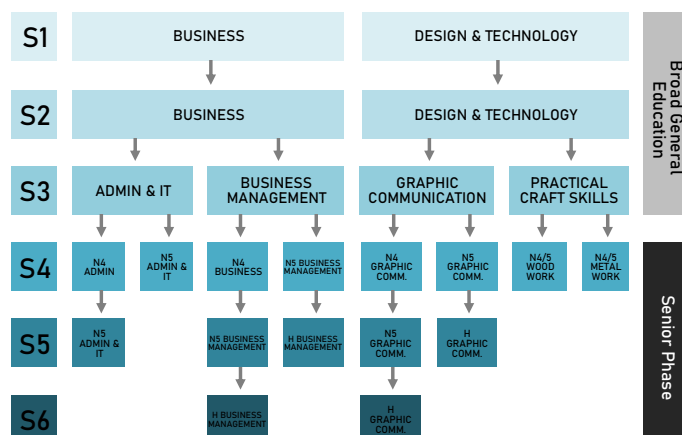 S1
BUSINESS
DESIGN & TECHNOLOGY
Broad General
Education
S2
BUSINESS
DESIGN & TECHNOLOGY
S3
ADMIN & IT
BUSINESS
MANAGEMENT
GRAPHIC
COMMUNICATION
PRACTICAL
CRAFT SKILLS
S4
N4
ADMIN
N5
ADMIN &
IT
N4
BUSINESS
N5 BUSINESS
MANAGEMENT
N4
GRAPHIC
COMM.
N5
GRAPHIC
COMM.
N4/5
WOOD
WORK
N4/5
METAL
WORK
Senior Phase
S5
N5
ADMIN &
IT
N5 BUSINESS
MANAGEMENT
H BUSINESS
MANAGEMENT
N5
GRAPHIC
COMM.
H
GRAPHIC
COMM.
S6
H BUSINESS
MANAGEMENT
H
GRAPHIC
COMM.